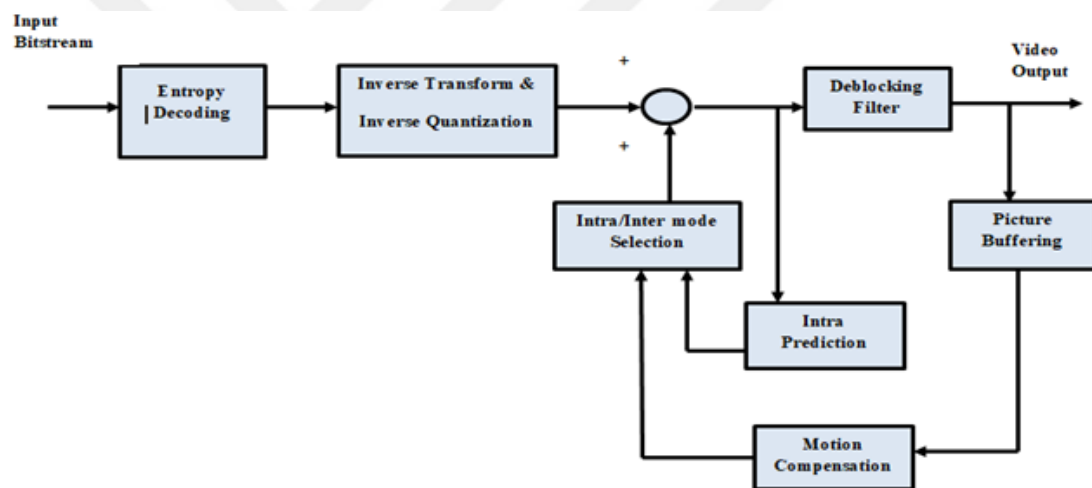 Input
Bitstream
Entropy
Decoding
Inverse Transform &
Inverse Quantization
+
+
Deblocking
Filter
Video
Output
Intra/Inter mode
Selection
Picture
Buffering
Intra
Prediction
Motion
Compensation